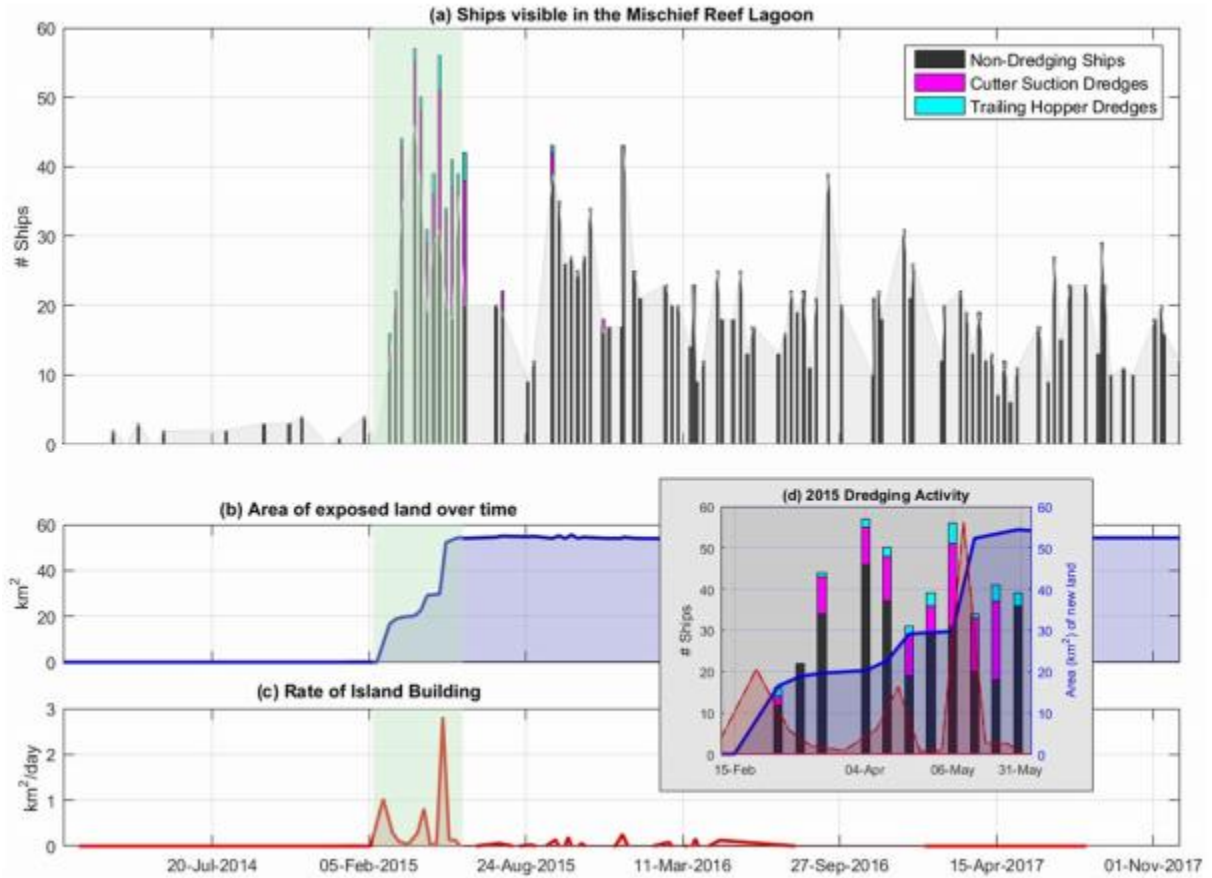 (a) Ships visible in the Mischief Reef Lagoon
60
50
40
30
20
10
0
# Ships
Non-Dredging Ships
Cutter Suction Dredges
Trailing Hopper Dredges
(b) Area of exposed land over time
60
40
20
0
km²
(c) Rate of Island Building
3
2
1
0
km²/day
20-Jul-2014 05-Feb-2015 24-Aug-2015 11-Mar-2016 27-Sep-2016 15-Apr-2017 01-Nov-2017
(d) 2015 Dredging Activity
60
50
40
30
20
10
0
# Ships
60
50
40
30
20
10
0
Area (km²) of new land
15-Feb 04-Apr 06-May 31-May